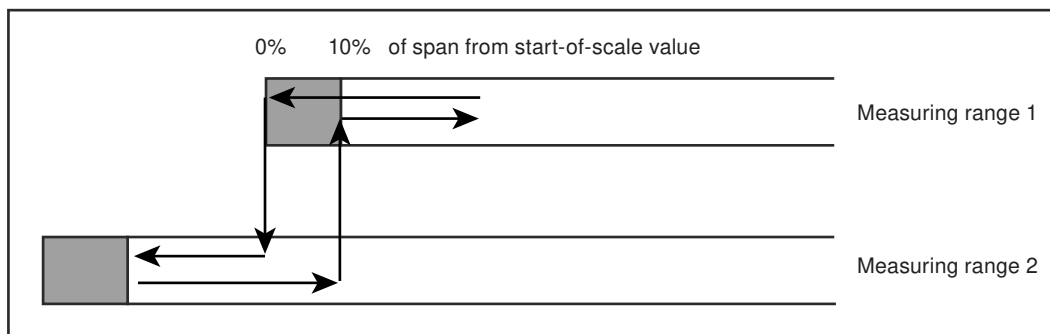 0% 10% of span from start-of-scale value
Measuring range 1
Measuring range 2